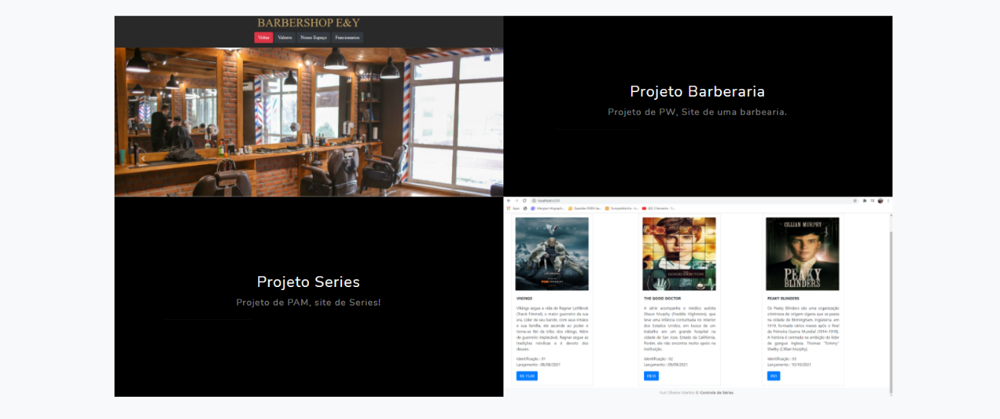 BARBERSHOP E&Y
Voltar Valores Nosso Espaço Funcionarios
Projeto Barberaria
Projeto de PW, Site de uma barbearia.
Projeto Series
Projeto de PAM, site de Series!
Apps
CILLIAN MURPHY
THE
GOOD DOCTOR
PEAKY
BLINDERS
VIKINGS
Vikings segue a vida de Ragnar Lothbrok
(Travis Fimmel), o maior guerreiro da sua
era. Líder de seu bando, com seus irmãos
e sua família, ele ascende ao poder e
torna-se Rei da tribo dos vikings. Além
de guerreiro implacável, Ragnar segue as
tradições nórdicas e é devoto dos
deuses.
Identificação : 01
Lançamento : 08/08/2021
R$ 15,00
THE GOOD DOCTOR
A série acompanha o médico autista
Shaun Murphy (Freddie Highmore), que
teve uma infância conturbada no interior
dos Estados Unidos, em busca de um
trabalho em um grande hospital na
cidade de San Jose, Estado da Califórnia.
Porém, ele não encontra muito apoio na
instituição.
Identificação : 02
Lançamento : 09/09/2021
PEAKY BLINDERS
Os Peaky Blinders são uma organização
criminosa de origem cigana que se passa
na cidade de Birmingham, Inglaterra, em
1919, formada vários meses após o final
da Primeira Guerra Mundial (1914-1918).
A história é centrada na ambição do líder
de gangue inglesa, Thomas "Tommy"
Shelby (Cillian Murphy).
Identificação : 03
Lançamento : 10/10/2021
Martins © Controle de Séries